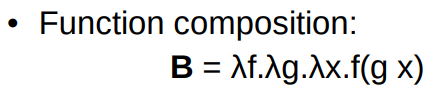 • Function composition:
B = λf.λg.λx.f(g x)